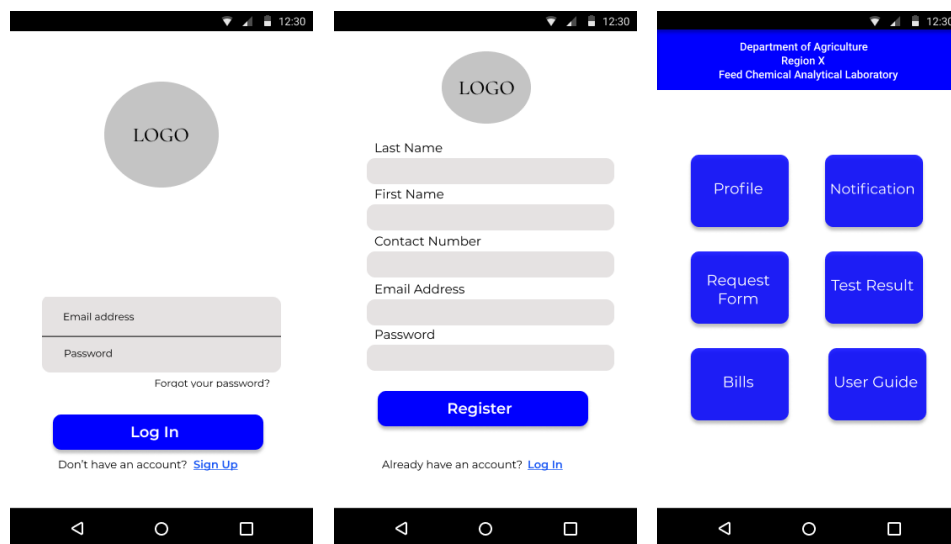 12:30
LOGO
Email address
Password
Forgot your password?
Log In
Don't have an account? Sign Up
12:30
LOGO
Last Name
First Name
Contact Number
Email Address
Password
Register
Already have an account? Log In
12:30
Department of Agriculture
Region X
Feed Chemical Analytical Laboratory
Profile
Notification
Request
Form
Test Result
Bills
User Guide